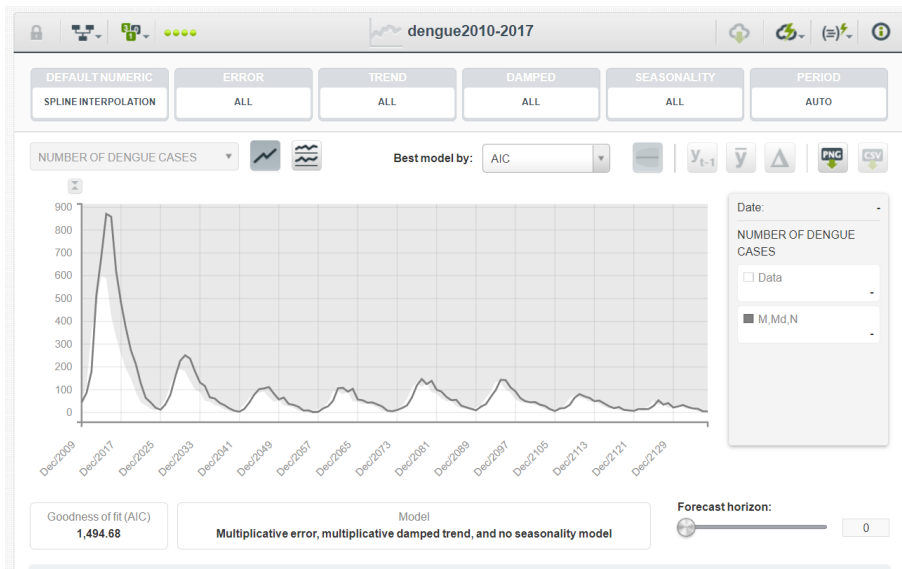 dengue2010-2017
DEFAULT NUMERIC
SPLINE INTERPOLATION
ERROR
ALL
TREND
ALL
DAMPED
ALL
SEASONALITY
ALL
PERIOD
AUTO
NUMBER OF DENGUE CASES
Best model by:
AIC
yt-1
ȳ
Δ
PNG
CSV
900
800
700
600
500
400
300
200
100
0
Dec/2009
Dec/2017
Dec/2025
Dec/2033
Dec/2041
Dec/2049
Dec/2057
Dec/2065
Dec/2073
Dec/2081
Dec/2089
Dec/2097
Dec/2105
Dec/2113
Dec/2121
Dec/2129
Date: -
NUMBER OF DENGUE
CASES
Data
-
M,Md,N
-
Goodness of fit (AIC)
1,494.68
Model
Multiplicative error, multiplicative damped trend, and no seasonality model
Forecast horizon:
0